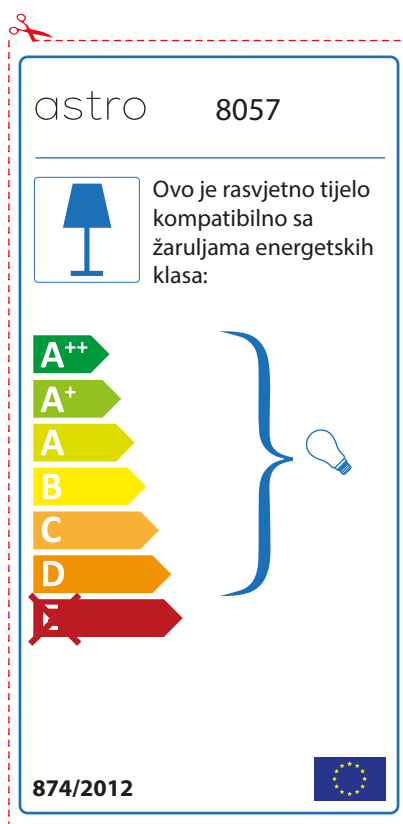 astro 8057
Ovo je rasvjetno tijelo
kompatibilno sa
žaruljama energetskih
klasa:
A++
A+
A
B
C
D
E
874/2012